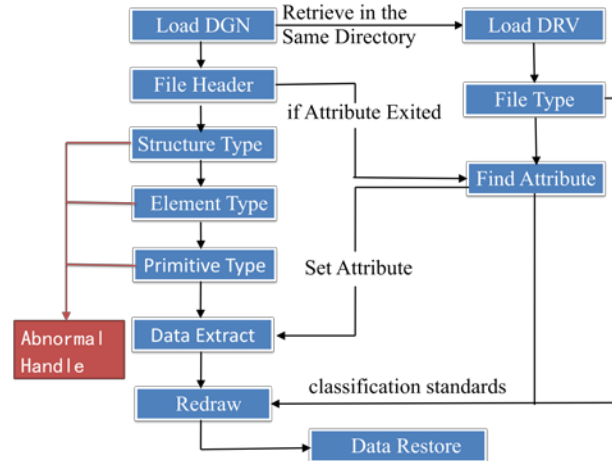 Load DGN
Retrieve in the
Same Directory
Load DRV
File Header
File Type
if Attribute Exited
Structure Type
Find Attribute
Element Type
Primitive Type
Set Attribute
Abnormal
Handle
Data Extract
classification standards
Redraw
Data Restore